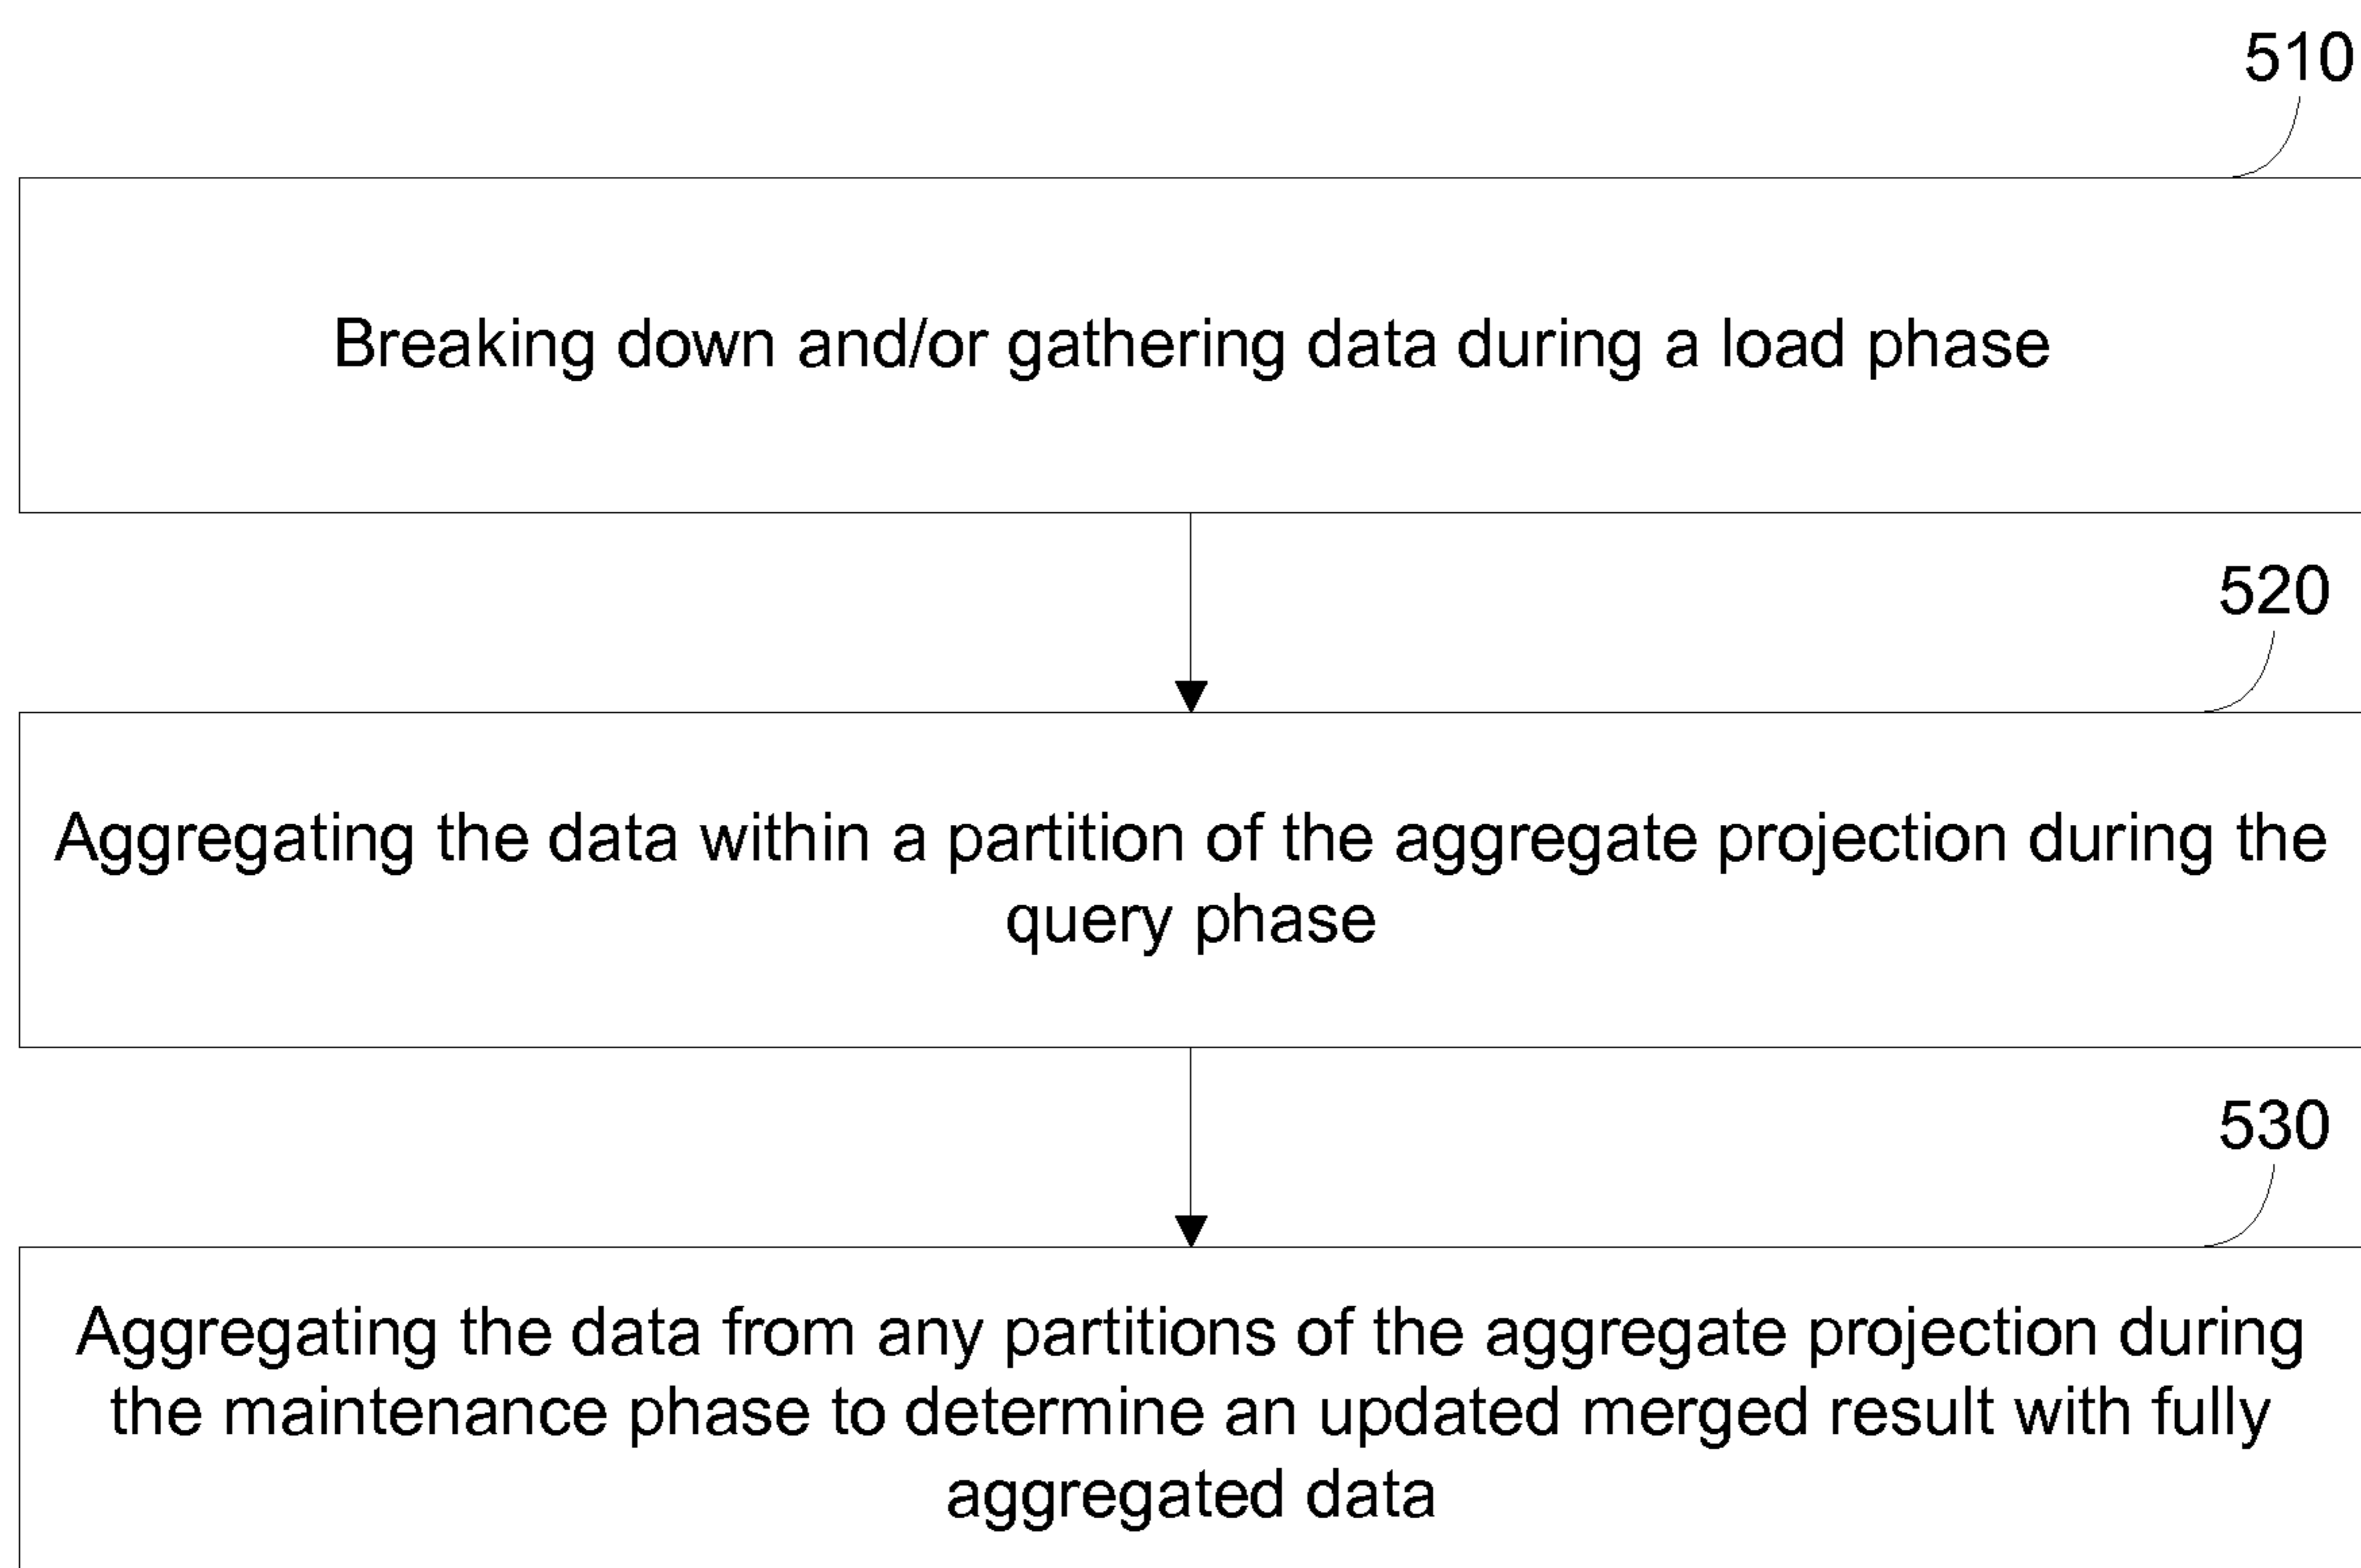 510
Breaking down and/or gathering data during a load phase
520
Aggregating the data within a partition of the aggregate projection during the
query phase
530
Aggregating the data from any partitions of the aggregate projection during
the maintenance phase to determine an updated merged result with fully
aggregated data